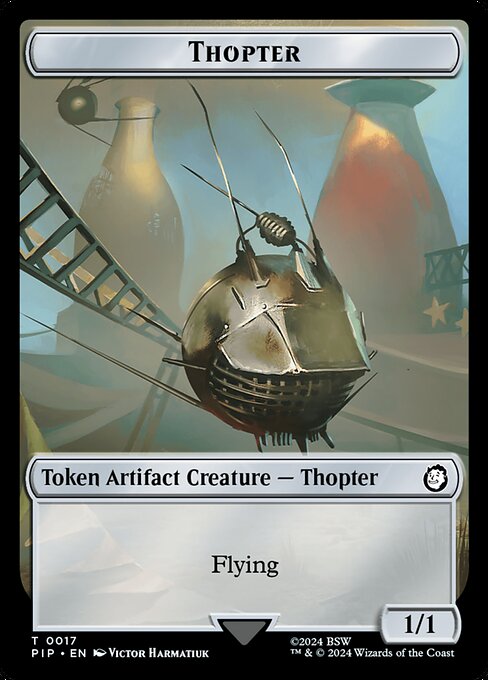 Thopter
Token Artifact Creature — Thopter
Flying
1/1
T 0017
PIP • EN Victor Harmatiuk
©2024 BSW
™ & © 2024 Wizards of the Coast